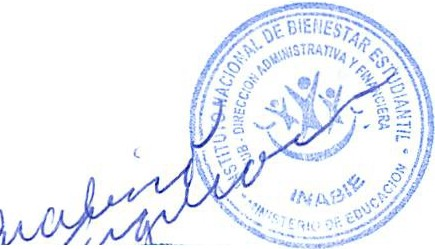 INSTITUTO NACIONAL DE BIENESTAR ESTUDIANTIL
SUB-DIRECCION ADMINISTRATIVA Y FINANCIERA
INABIE
MINISTERIO DE EDUCACION